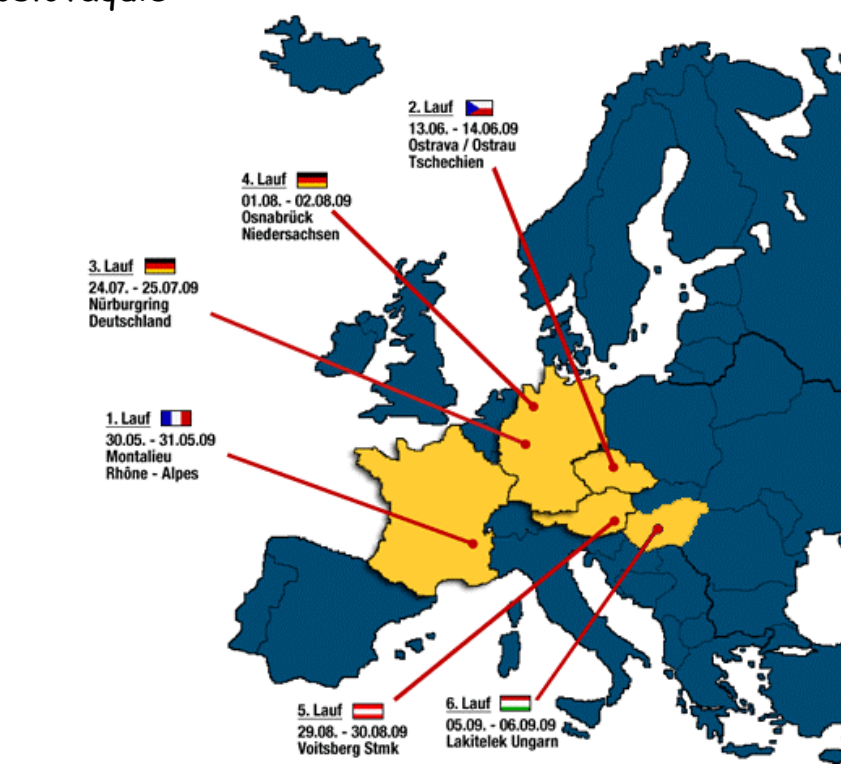 2. Lauf
13.06. - 14.06.09
Ostrava / Ostrau
Tschechien
4. Lauf
01.08. - 02.08.09
Osnabrück
Niedersachsen
3. Lauf
24.07. - 25.07.09
Nürburgring
Deutschland
1. Lauf
30.05. - 31.05.09
Montalieu
Rhône - Alpes
5. Lauf
29.08. - 30.08.09
Voitsberg Stmk
6. Lauf
05.09. - 06.09.09
Lakitelek Ungarn